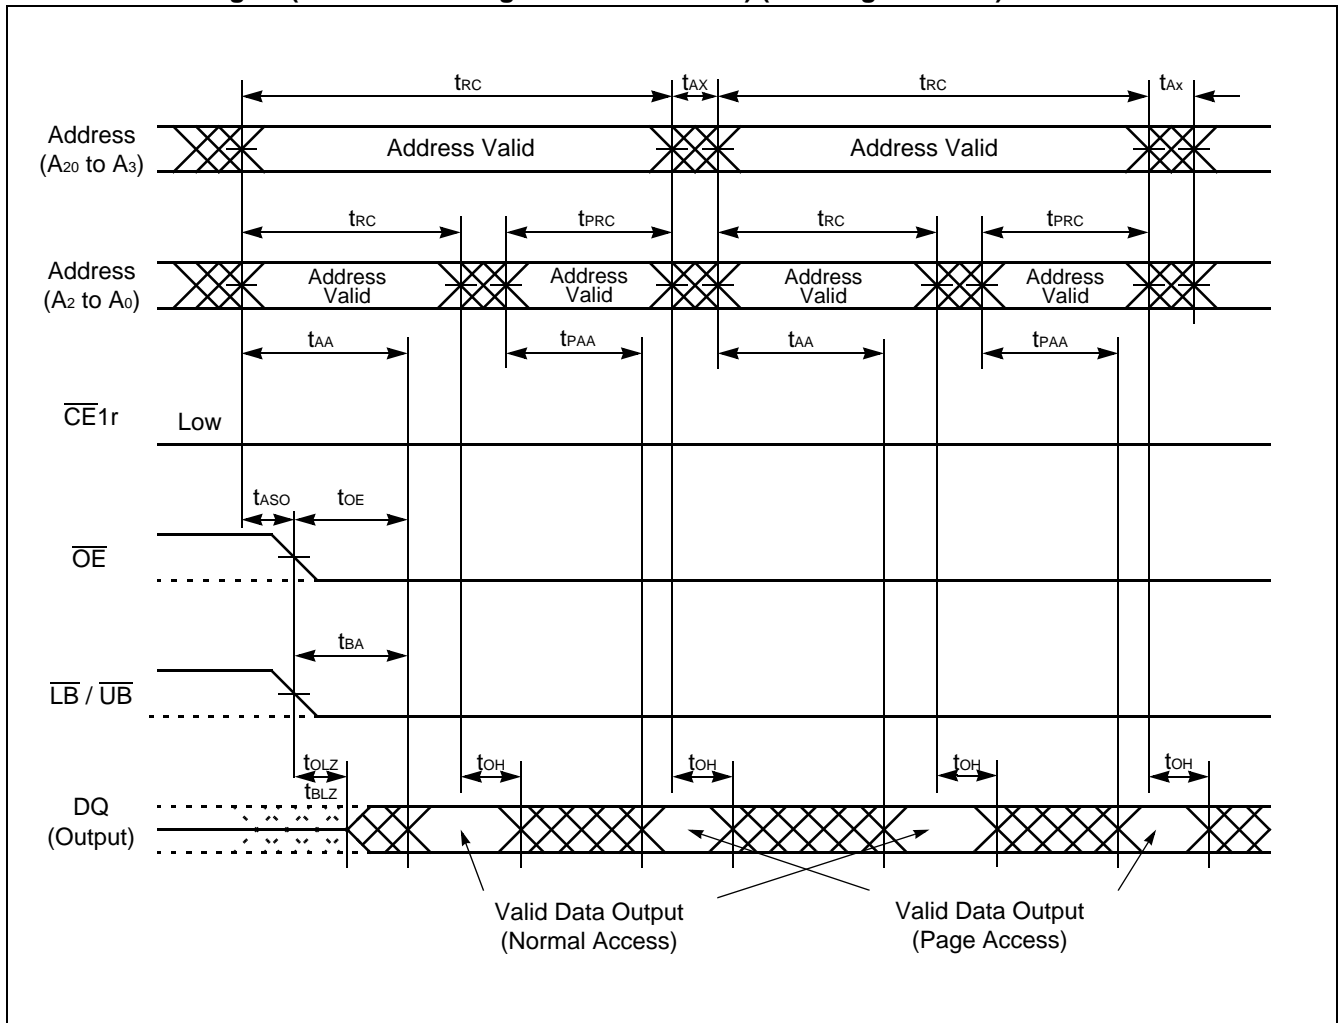 tRC tAX tRC tAx
Address
(A20 to A3)
Address Valid Address Valid
tRC tPRC tRC tPRC
Address
(A2 to A0)
Address
Valid
Address
Valid
Address
Valid
Address
Valid
tAA tPAA tAA tPAA
CE1r Low
tASO tOE
OE
tBA
LB / UB
tOLZ
tBLZ
tOH tOH tOH tOH
DQ
(Output)
Valid Data Output
(Normal Access)
Valid Data Output
(Page Access)